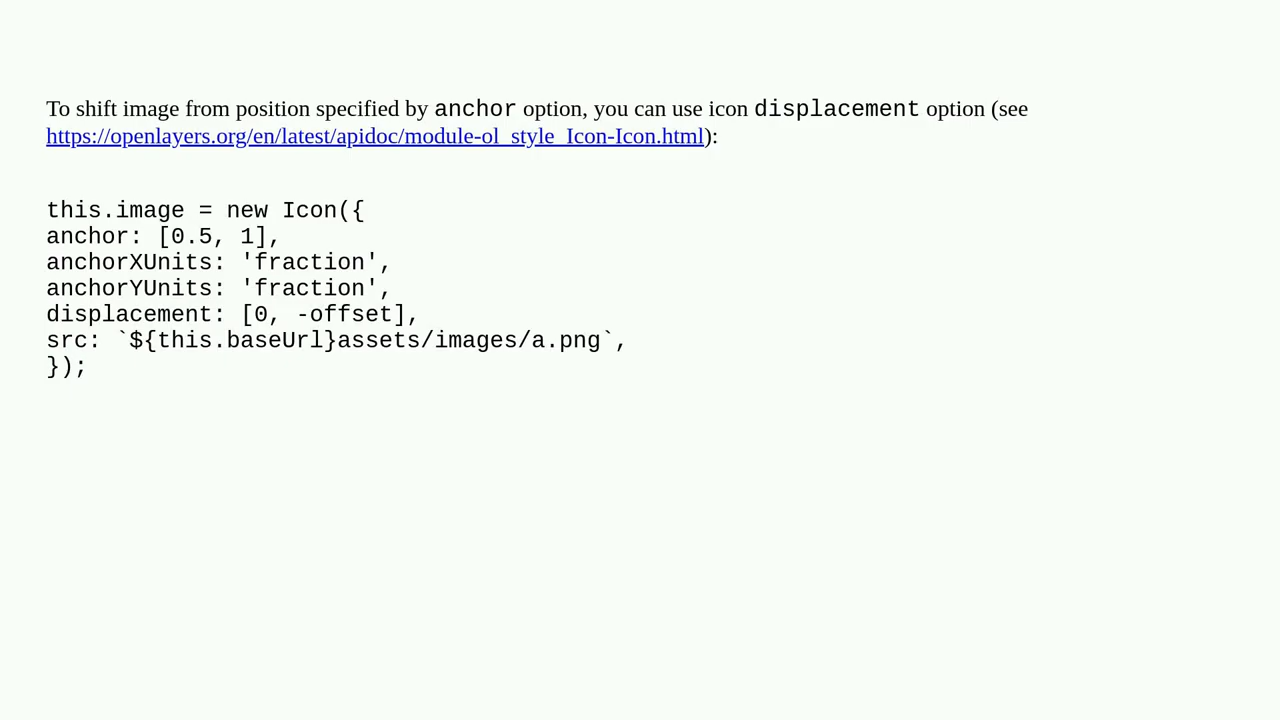 To shift image from position specified by anchor option, you can use icon displacement option (see
https://openlayers.org/en/latest/apidoc/module-ol_style_Icon-Icon.html):
this.image = new Icon({
anchor: [0.5, 1],
anchorXUnits: 'fraction',
anchorYUnits: 'fraction',
displacement: [0, -offset],
src: `${this.baseUrl}assets/images/a.png`,
});